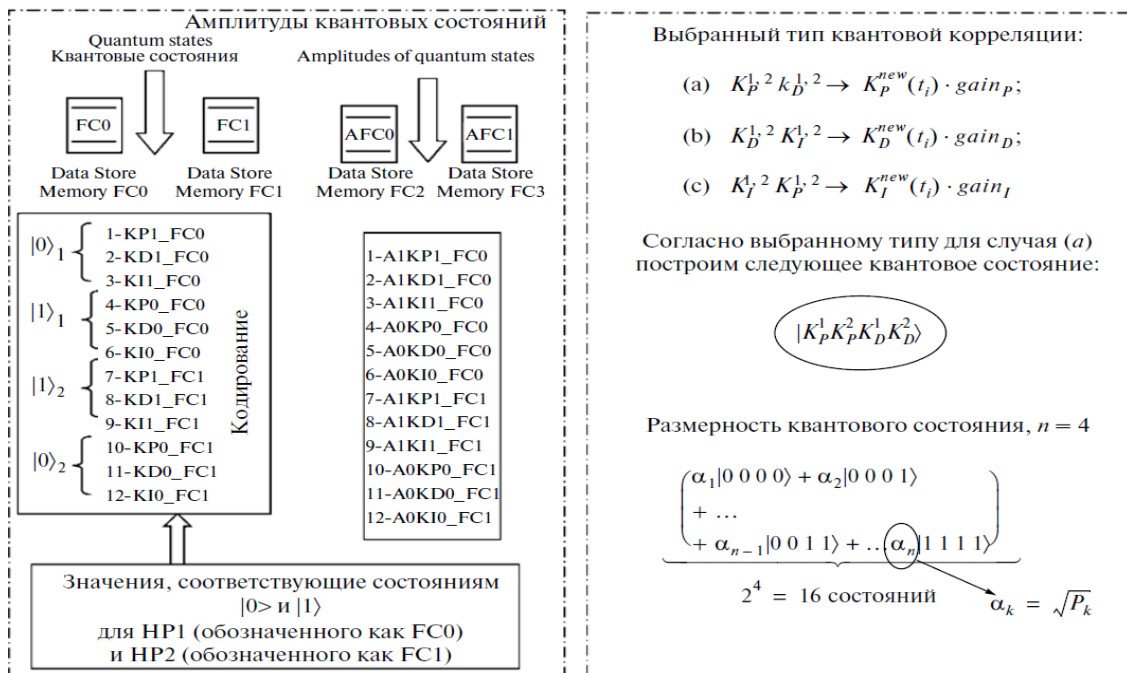 Амплитуды квантовых состояний
Quantum states
Квантовые состояния
Amplitudes of quantum states
FC0
FC1
AFC0
AFC1
Data Store
Memory FC0
Data Store
Memory FC1
Data Store
Memory FC2
Data Store
Memory FC3
|0⟩₁
1-KP1_FC0
2-KD1_FC0
3-KI1_FC0
|1⟩₁
4-KP0_FC0
5-KD0_FC0
6-KI0_FC0
|1⟩₂
7-KP1_FC1
8-KD1_FC1
9-KI1_FC1
|0⟩₂
10-KP0_FC1
11-KD0_FC1
12-KI0_FC1
Кодирование
1-A1KP1_FC0
2-A1KD1_FC0
3-A1KI1_FC0
4-A0KP0_FC0
5-A0KD0_FC0
6-A0KI0_FC0
7-A1KP1_FC1
8-A1KD1_FC1
9-A1KI1_FC1
10-A0KP0_FC1
11-A0KD0_FC1
12-A0KI0_FC1
Значения, соответствующие состояниям
|0> и |1⟩
для НР1 (обозначенного как FC0)
и НР2 (обозначенного как FC1)
Выбранный тип квантовой корреляции:
(a) K_P^{1, 2} k_D^{1, 2} → K_P^{new}(t_i) · gain_P;
(b) K_D^{1, 2} K_I^{1, 2} → K_D^{new}(t_i) · gain_D;
(c) K_I^{1, 2} K_P^{1, 2} → K_I^{new}(t_i) · gain_I
Согласно выбранному типу для случая (a)
построим следующее квантовое состояние:
|K_P^1 K_P^2 K_D^1 K_D^2⟩
Размерность квантового состояния, n = 4
α₁|0 0 0 0⟩ + α₂|0 0 0 1⟩
+ ...
+ α_{n – 1}|0 0 1 1⟩ + ...α_n|1 1 1 1⟩
2⁴ = 16 состояний
α_k = √P_k